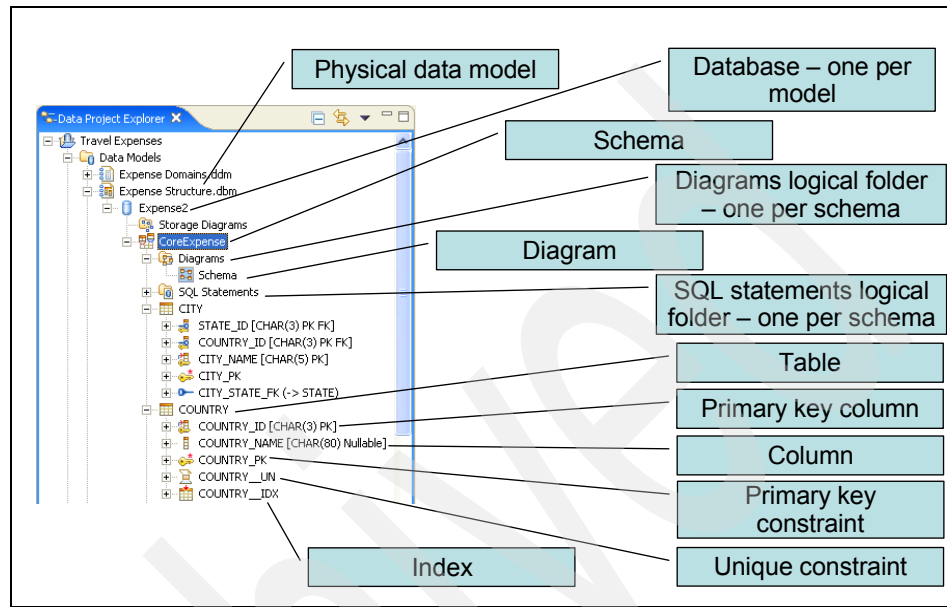 Physical data model
Database – one per
model
Data Project Explorer
Schema
Travel Expenses
Data Models
Expense Domains.ddm
Expense Structure.dbm
Expense2
Storage Diagrams
CoreExpense
Diagrams
Schema
SQL Statements
CITY
STATE_ID [CHAR(3) PK FK]
COUNTRY_ID [CHAR(3) PK FK]
CITY_NAME [CHAR(5) PK]
CITY_PK
CITY_STATE_FK (-> STATE)
COUNTRY
COUNTRY_ID [CHAR(3) PK]
COUNTRY_NAME [CHAR(80) Nullable]
COUNTRY_PK
COUNTRY__UN
COUNTRY__IDX
Diagrams logical folder
– one per schema
Diagram
SQL statements logical
folder – one per schema
Table
Primary key column
Column
Primary key
constraint
Index
Unique constraint